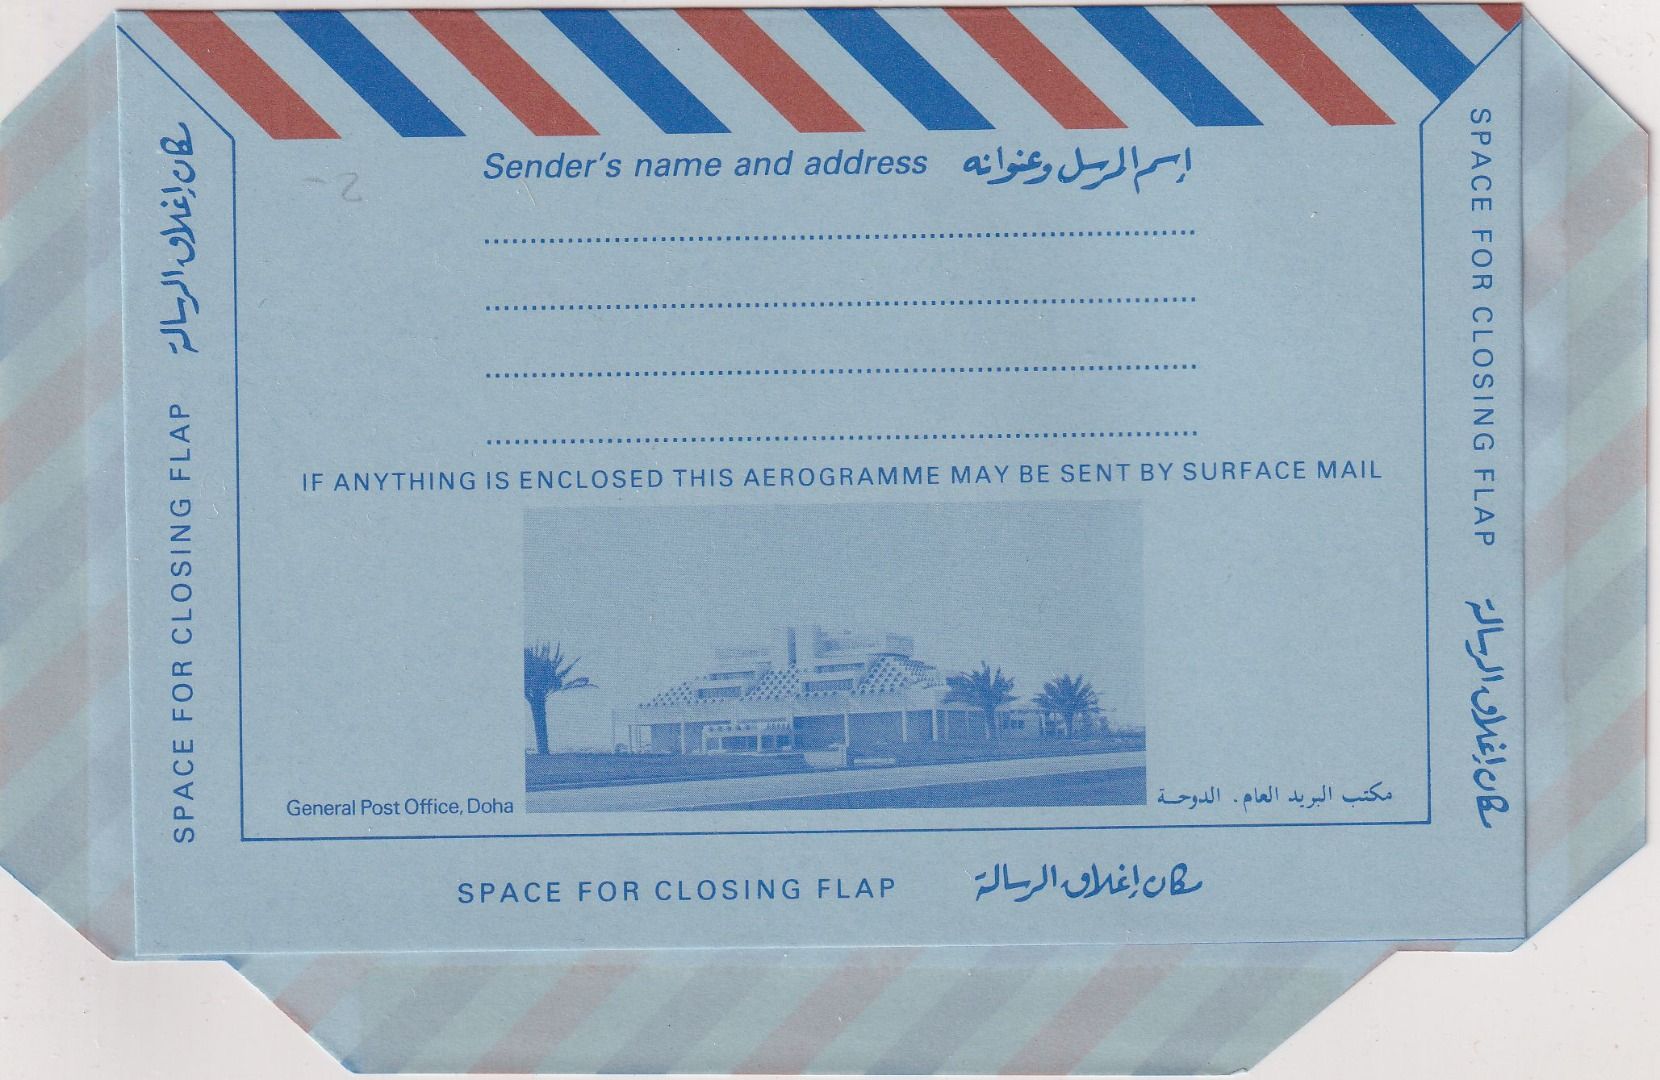 Sender's name and address إسم المرسل وعنوانه
IF ANYTHING IS ENCLOSED THIS AEROGRAMME MAY BE SENT BY SURFACE MAIL
General Post Office, Doha
مكتب البريد العام . الدوحـة
SPACE FOR CLOSING FLAP مكان إغلاق الرسالة
SPACE FOR CLOSING FLAP مكان إغلاق الرسالة
SPACE FOR CLOSING FLAP مكان إغلاق الرسالة